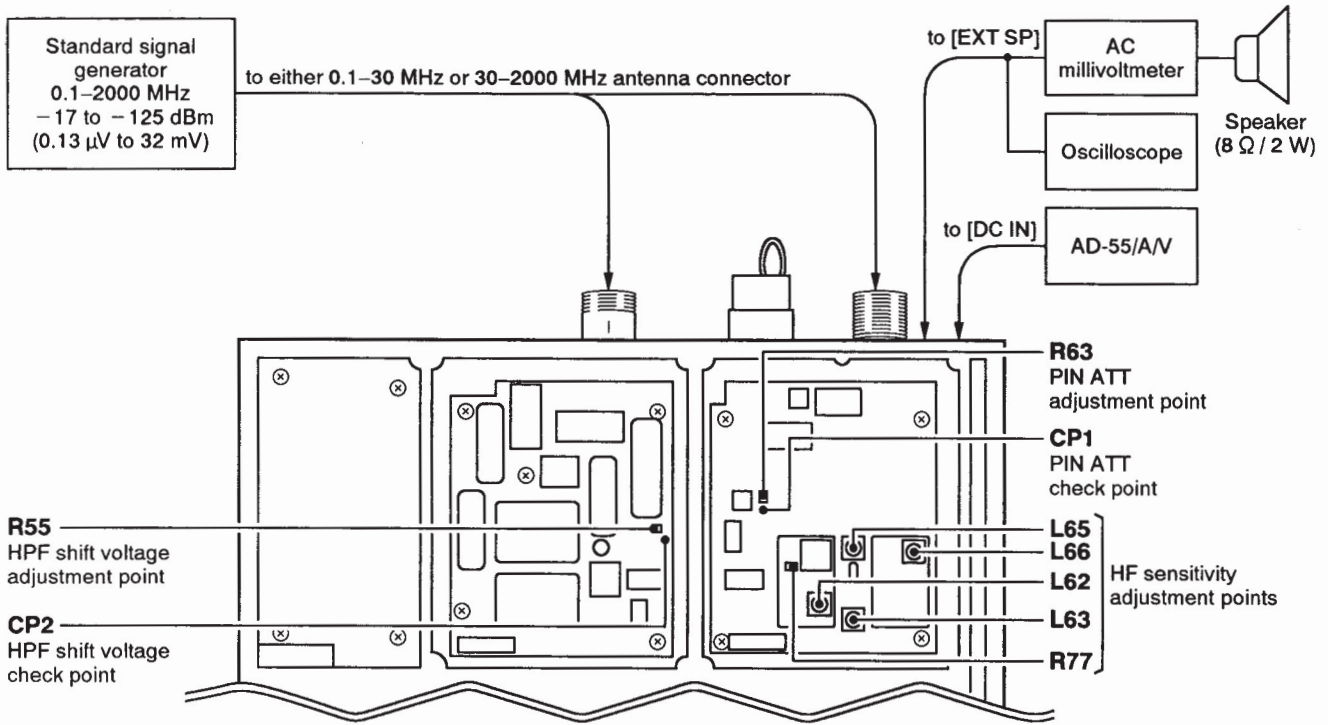 Standard signal
generator
0.1–2000 MHz
– 17 to – 125 dBm
(0.13 µV to 32 mV)
to either 0.1–30 MHz or 30–2000 MHz antenna connector
to [EXT SP]
AC
millivoltmeter
Speaker
(8 Ω / 2 W)
Oscilloscope
to [DC IN]
AD-55/A/V
R63
PIN ATT
adjustment point
CP1
PIN ATT
check point
R55
HPF shift voltage
adjustment point
CP2
HPF shift voltage
check point
L65
L66
L62
L63
R77
HF sensitivity
adjustment points